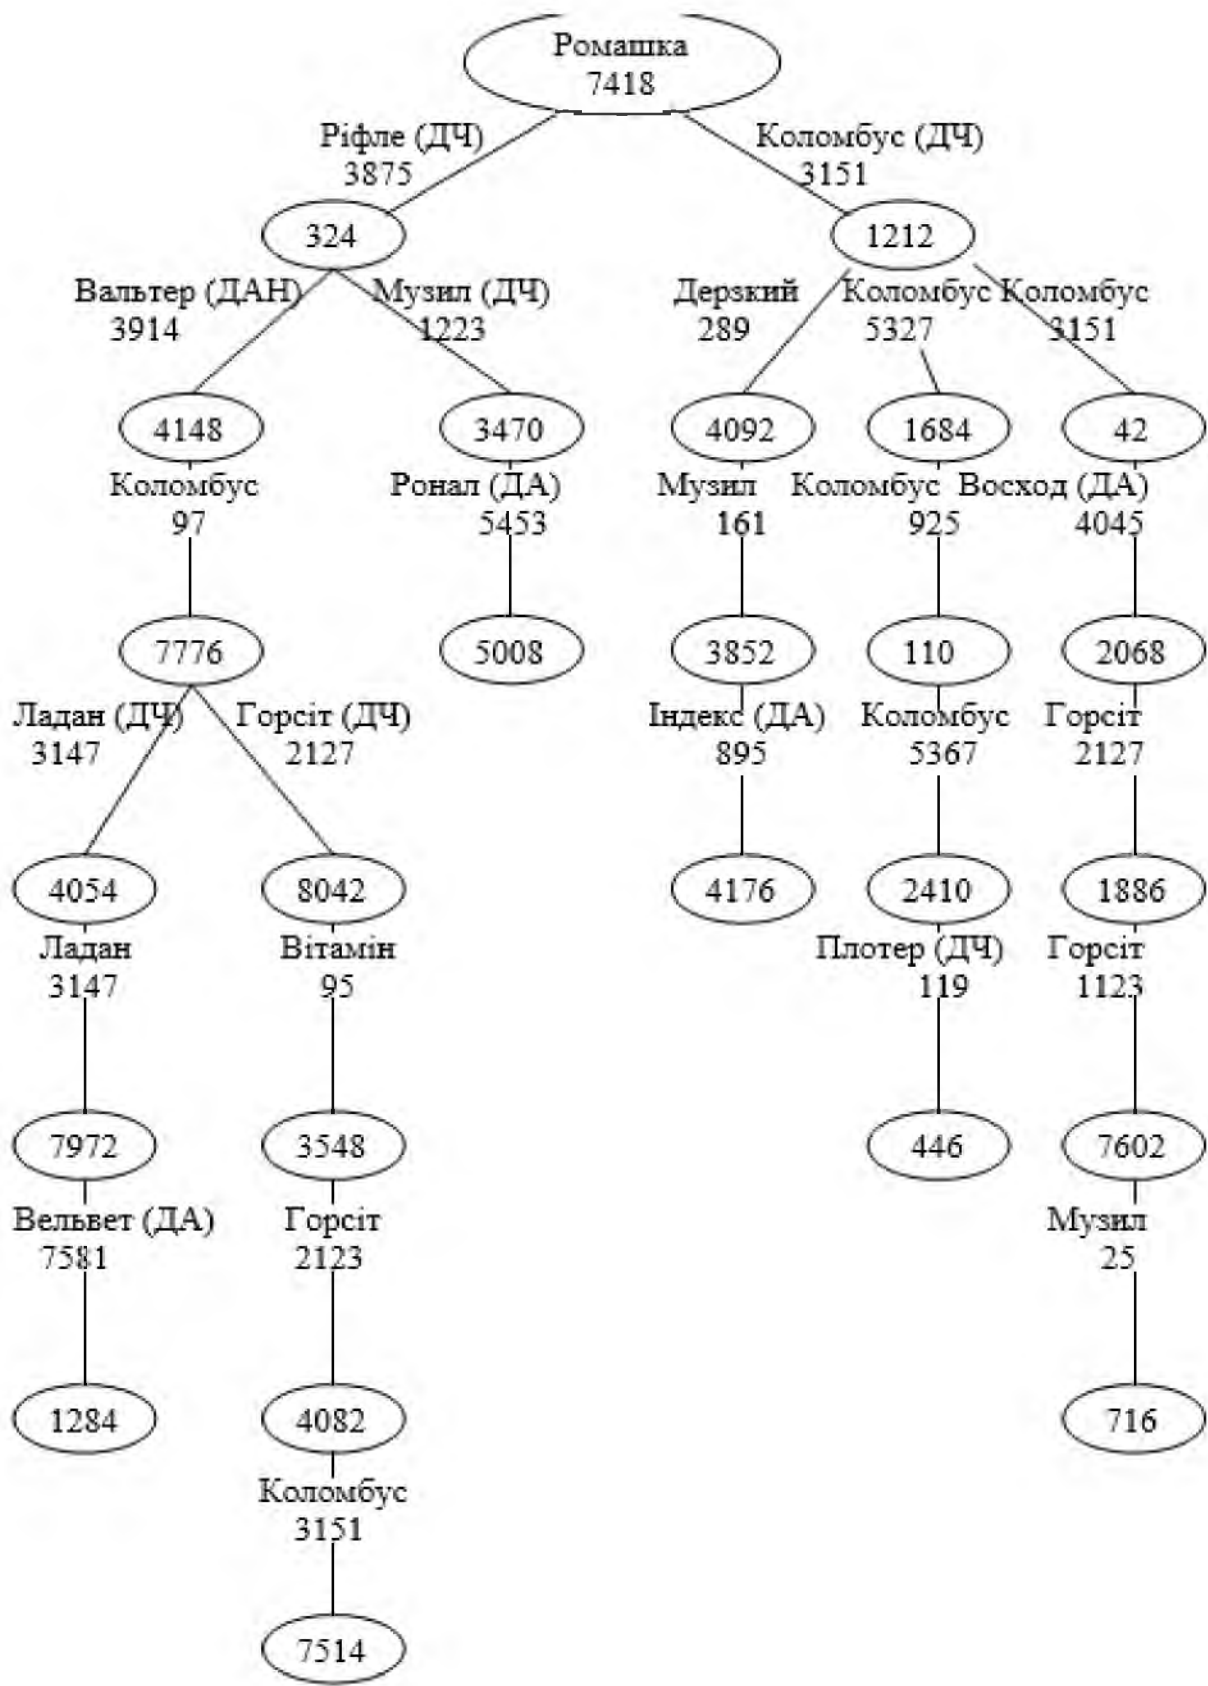 Ромашка
7418
Ріфле (ДЧ)
3875
Коломбус (ДЧ)
3151
324
1212
Вальтер (ДАН)
3914
Музил (ДЧ)
1223
Дерзкий
289
Коломбус
5327
Коломбус
3151
4148
3470
4092
1684
42
Коломбус
97
Ронал (ДА)
5453
Музил
161
Коломбус
925
Восход (ДА)
4045
7776
5008
3852
110
2068
Ладан (ДЧ)
3147
Горсіт (ДЧ)
2127
Індекс (ДА)
895
Коломбус
5367
Горсіт
2127
4054
8042
4176
2410
1886
Ладан
3147
Вітамін
95
Плотер (ДЧ)
119
Горсіт
1123
7972
3548
446
7602
Вельвет (ДА)
7581
Горсіт
2123
Музил
25
1284
4082
716
Коломбус
3151
7514